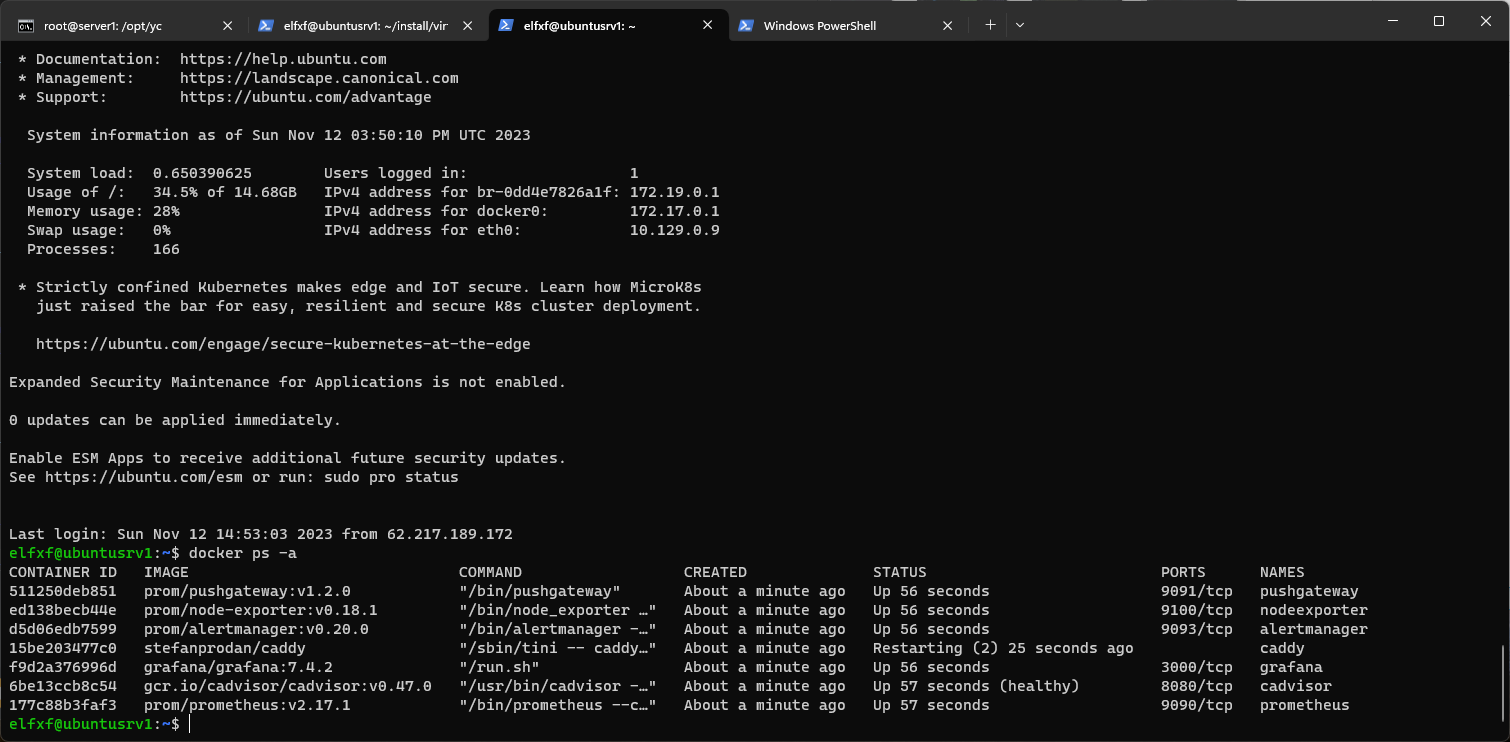 root@server1: /opt/yc
elfxf@ubuntusrv1: ~/install/vir
elfxf@ubuntusrv1: ~
Windows PowerShell
* Documentation:  https://help.ubuntu.com
* Management:     https://landscape.canonical.com
* Support:        https://ubuntu.com/advantage
System information as of Sun Nov 12 03:50:10 PM UTC 2023
System load:  0.650390625        Users logged in:                  1
Usage of /:   34.5% of 14.68GB   IPv4 address for br-0dd4e7826a1f: 172.19.0.1
Memory usage: 28%                IPv4 address for docker0:         172.17.0.1
Swap usage:   0%                 IPv4 address for eth0:            10.129.0.9
Processes:    166
* Strictly confined Kubernetes makes edge and IoT secure. Learn how MicroK8s
just raised the bar for easy, resilient and secure K8s cluster deployment.
https://ubuntu.com/engage/secure-kubernetes-at-the-edge
Expanded Security Maintenance for Applications is not enabled.
0 updates can be applied immediately.
Enable ESM Apps to receive additional future security updates.
See https://ubuntu.com/esm or run: sudo pro status
Last login: Sun Nov 12 14:53:03 2023 from 62.217.189.172
elfxf@ubuntusrv1:~$ docker ps -a
CONTAINER ID   IMAGE                              COMMAND                  CREATED              STATUS                          PORTS      NAMES
511250deb851   prom/pushgateway:v1.2.0            "/bin/pushgateway"       About a minute ago   Up 56 seconds                   9091/tcp   pushgateway
ed138becb44e   prom/node-exporter:v0.18.1         "/bin/node_exporter …"   About a minute ago   Up 56 seconds                   9100/tcp   nodeexporter
d5d06edb7599   prom/alertmanager:v0.20.0          "/bin/alertmanager -…"   About a minute ago   Up 56 seconds                   9093/tcp   alertmanager
15be203477c0   stefanprodan/caddy                 "/sbin/tini -- caddy…"   About a minute ago   Restarting (2) 25 seconds ago              caddy
f9d2a376996d   grafana/grafana:7.4.2              "/run.sh"                About a minute ago   Up 56 seconds                   3000/tcp   grafana
6be13ccb8c54   gcr.io/cadvisor/cadvisor:v0.47.0   "/usr/bin/cadvisor -…"   About a minute ago   Up 57 seconds (healthy)         8080/tcp   cadvisor
177c88b3faf3   prom/prometheus:v2.17.1            "/bin/prometheus --c…"   About a minute ago   Up 57 seconds                   9090/tcp   prometheus
elfxf@ubuntusrv1:~$